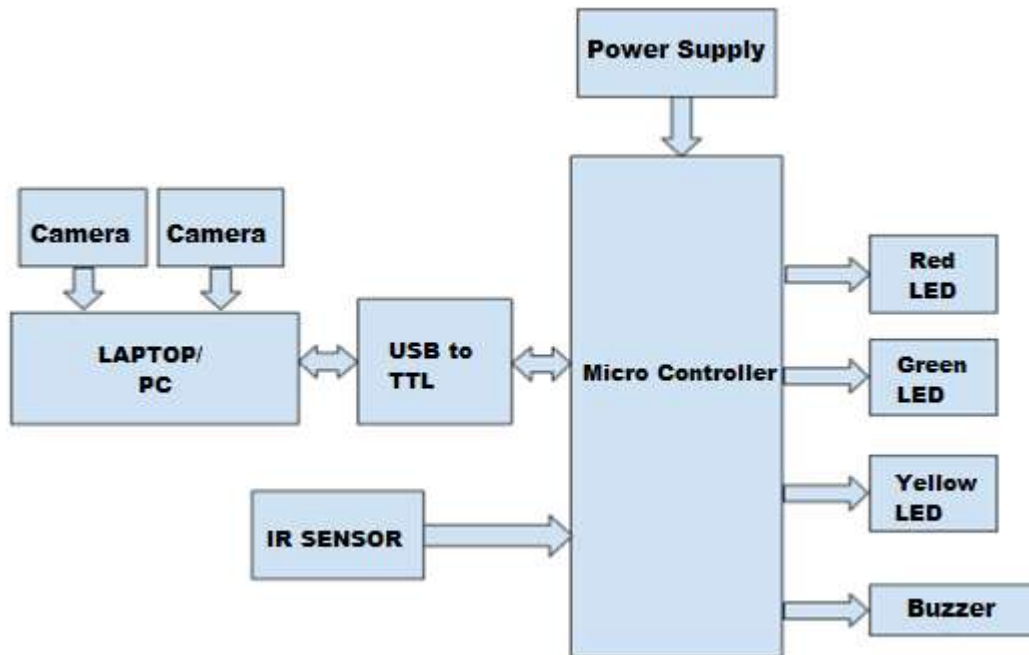 Power Supply
Camera
Camera
Red
LED
LAPTOP/
PC
USB to
TTL
Micro Controller
Green
LED
Yellow
LED
IR SENSOR
Buzzer